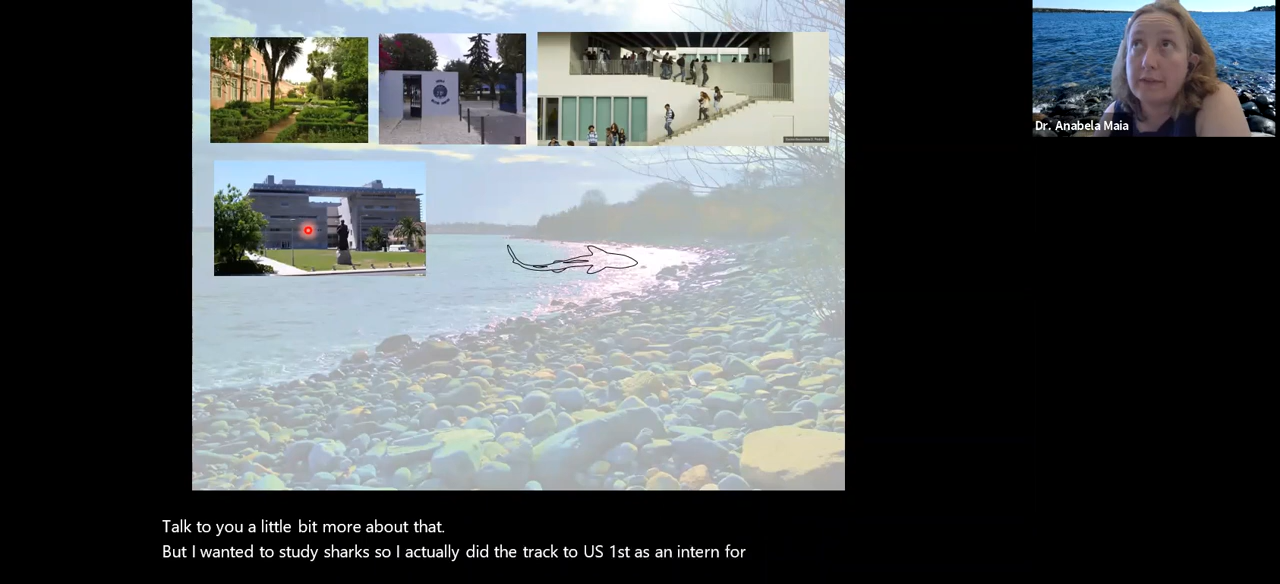 Dr. Anabela Maia
Talk to you a little bit more about that.
But I wanted to study sharks so I actually did the track to US 1st as an intern for